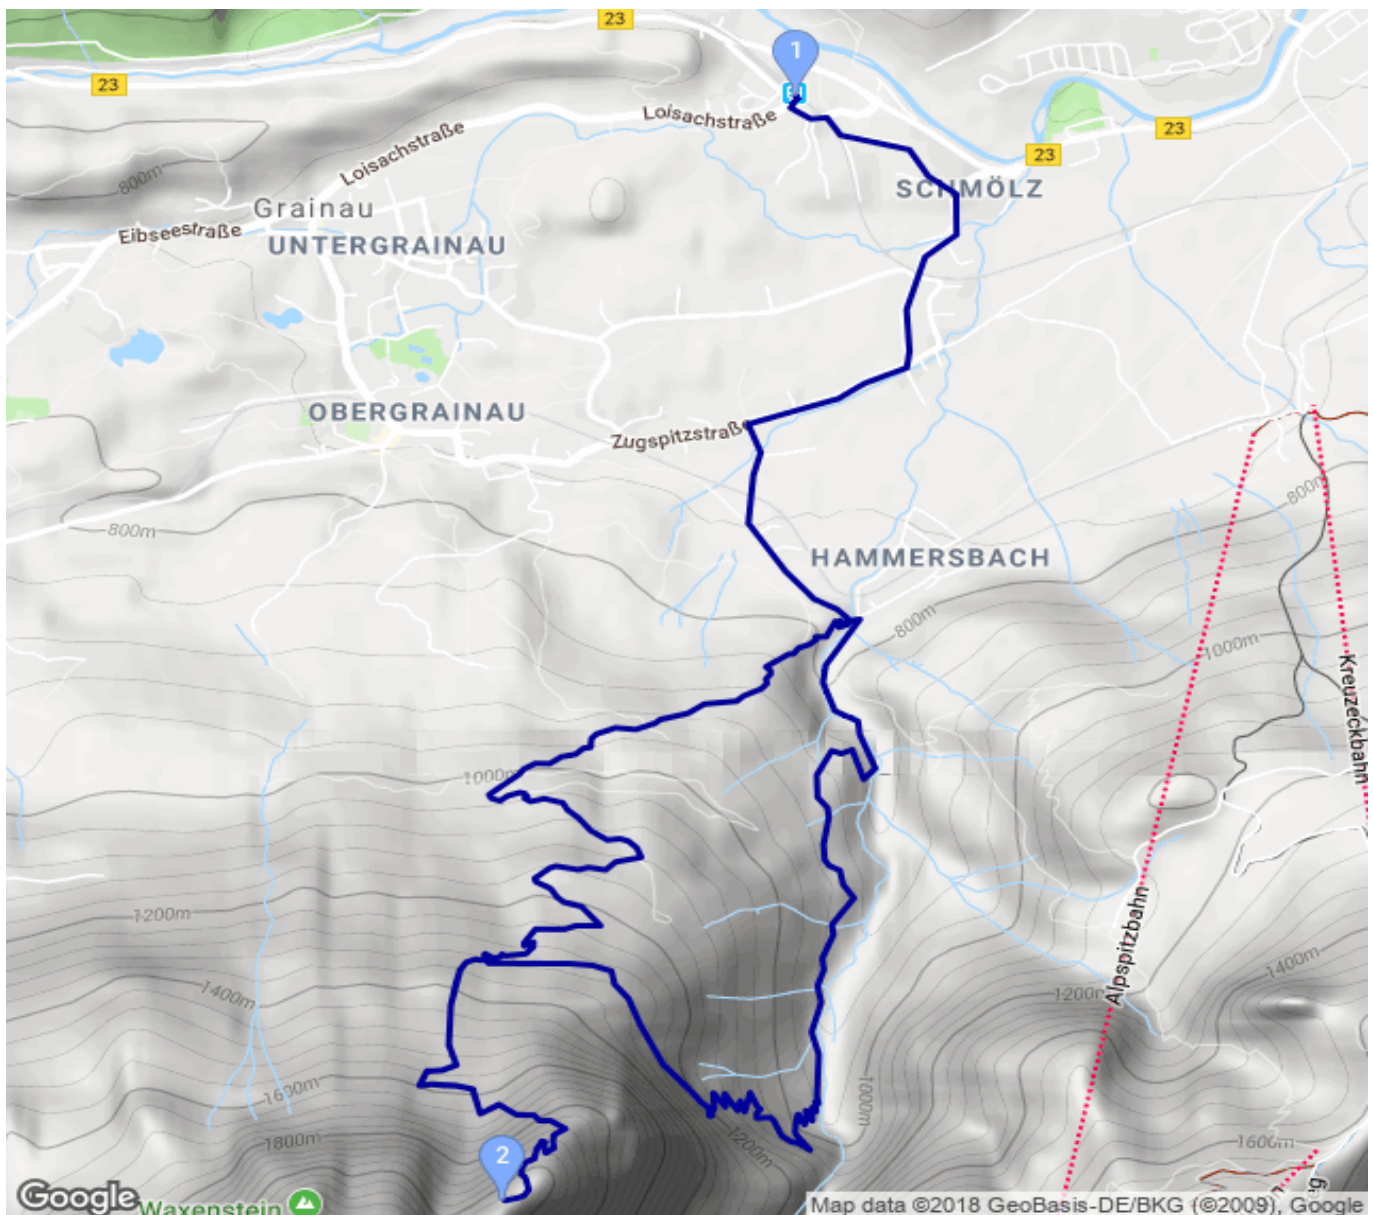 23
1
23
Loisachstraße
23
Loisachstraße
23
800m
SCHMÖLZ
Grainau
Eibseestraße
UNTERGRAINAU
OBERGRAINAU
Zugspitzstraße
800m
800m
HAMMERSBACH
800m
1000m
Kreuzeckbahn
1000m
1200m
Alpspitzbahn
1400m
1400m
1200m
1600m
1000m
1800m
1200m
1600m
2
Google
Waxenstein
Map data ©2018 GeoBasis-DE/BKG (©2009), Google